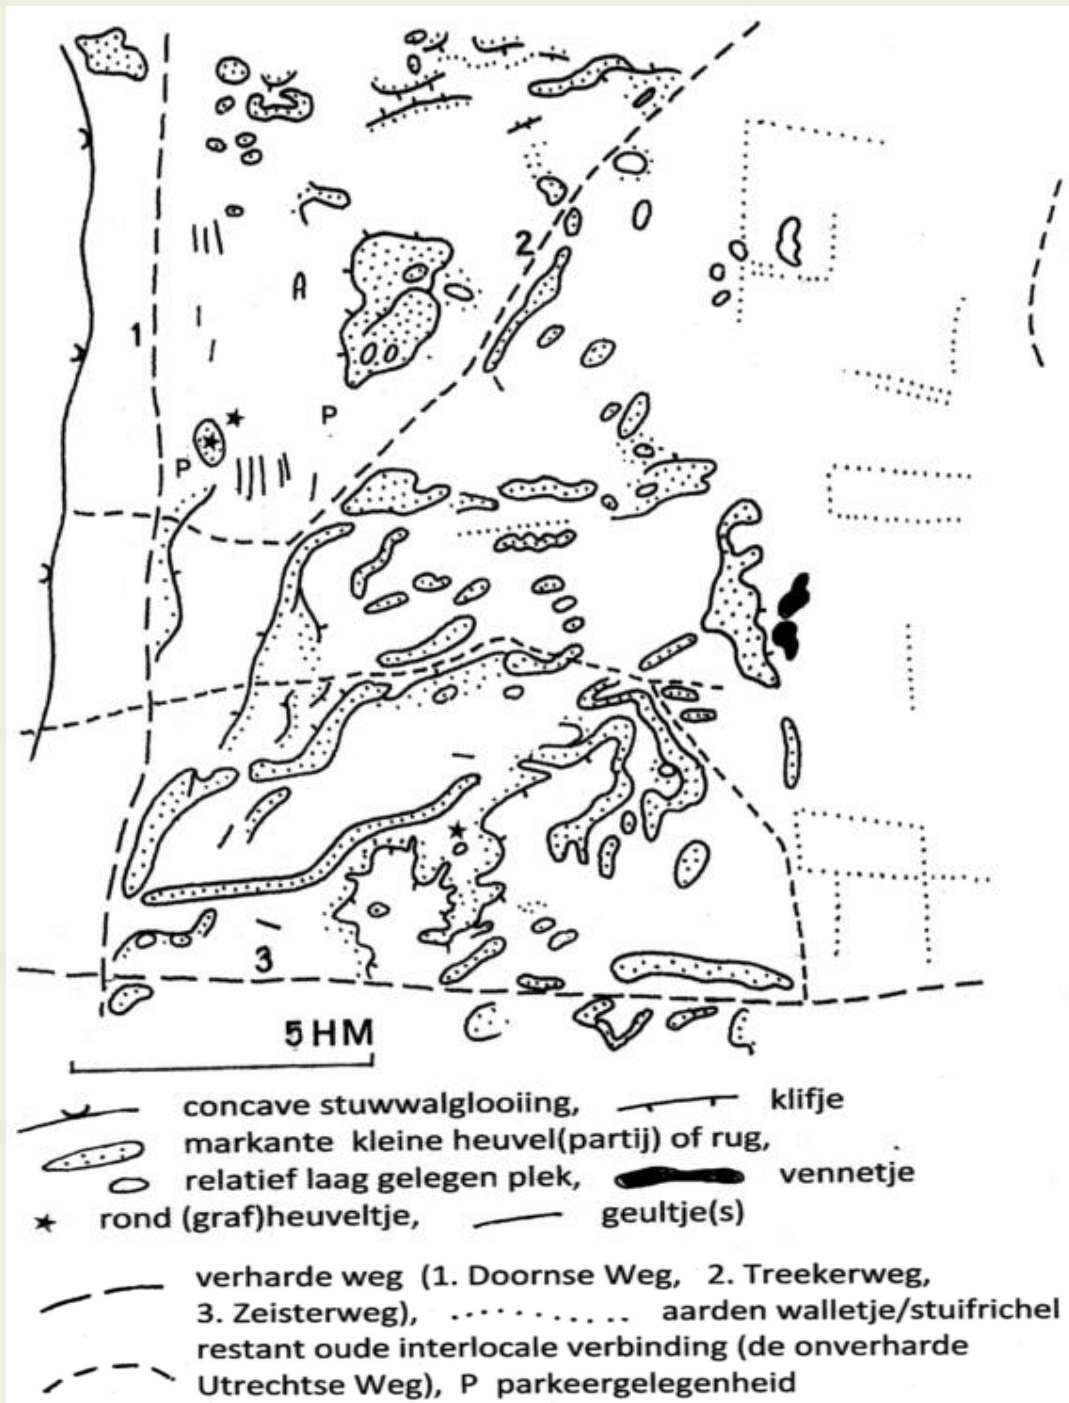 2
A
1
P
P
3
5 HM
concave stuwwalglooiing, klifje
markante kleine heuvel(partij) of rug,
relatief laag gelegen plek, vennetje
rond (graf)heuveltje, geultje(s)
verharde weg (1. Doornse Weg, 2. Treekerweg,
3. Zeisterweg), aarden walletje/stuifrichel
restant oude interlocale verbinding (de onverharde
Utrechtse Weg), P parkeergelegenheid